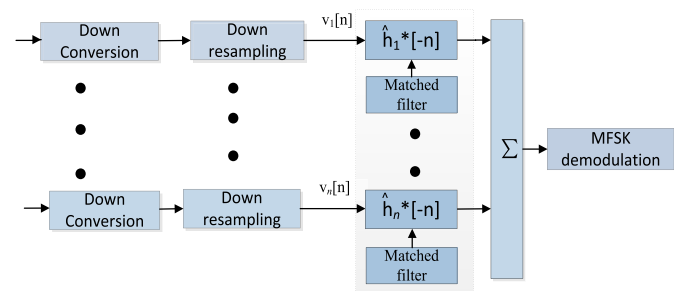 Down Conversion
Down resampling
v₁[n]
ĥ₁*[-n]
Matched filter
Σ
MFSK demodulation
Down Conversion
Down resampling
vₙ[n]
ĥₙ*[-n]
Matched filter